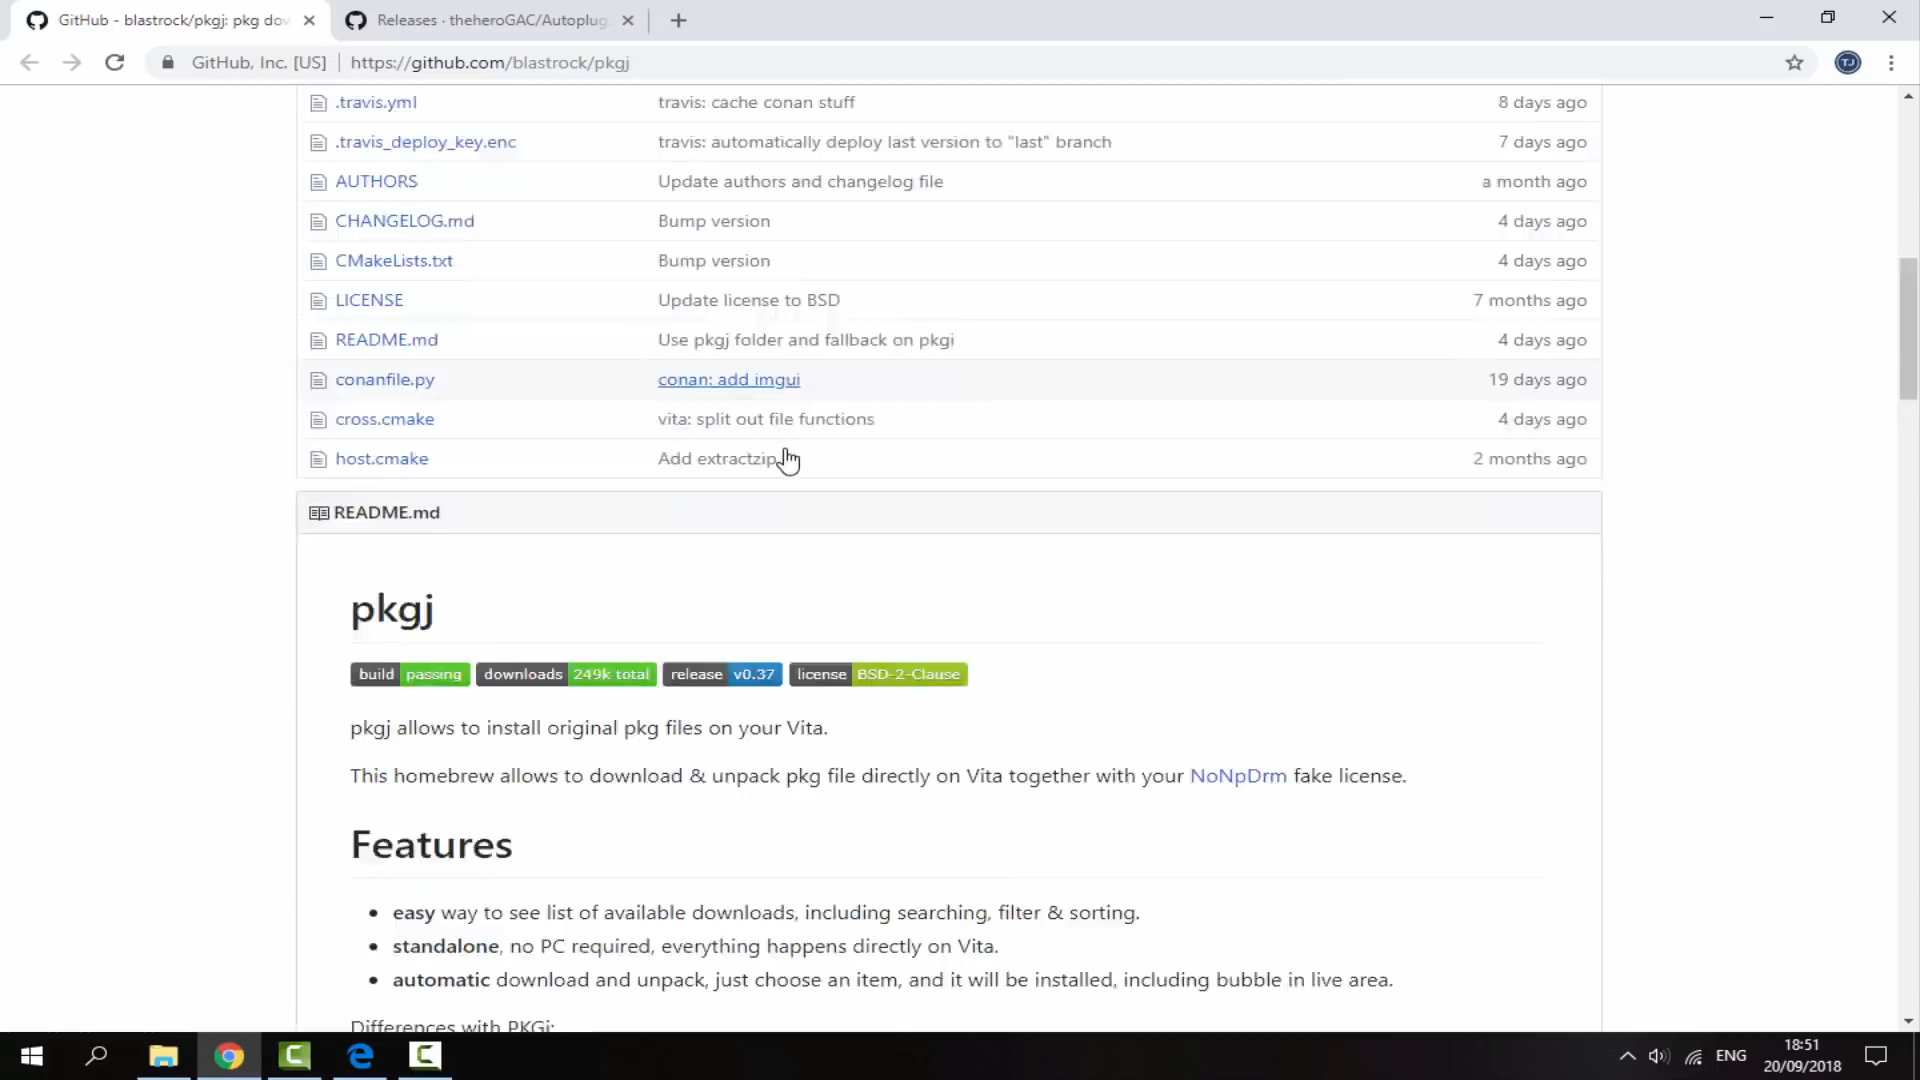 GitHub - blastrock/pkgj: pkg dow
Releases · theheroGAC/Autoplug
GitHub, Inc. [US] https://github.com/blastrock/pkgj
TJ
.travis.yml travis: cache conan stuff 8 days ago
.travis_deploy_key.enc travis: automatically deploy last version to "last" branch 7 days ago
AUTHORS Update authors and changelog file a month ago
CHANGELOG.md Bump version 4 days ago
CMakeLists.txt Bump version 4 days ago
LICENSE Update license to BSD 7 months ago
README.md Use pkgj folder and fallback on pkgi 4 days ago
conanfile.py conan: add imgui 19 days ago
cross.cmake vita: split out file functions 4 days ago
host.cmake Add extractzip 2 months ago
README.md
pkgj
build passing downloads 249k total release v0.37 license BSD-2-Clause
pkgj allows to install original pkg files on your Vita.
This homebrew allows to download & unpack pkg file directly on Vita together with your NoNpDrm fake license.
Features
• easy way to see list of available downloads, including searching, filter & sorting.
• standalone, no PC required, everything happens directly on Vita.
• automatic download and unpack, just choose an item, and it will be installed, including bubble in live area.
Differences with PKGi:
ENG
18:51
20/09/2018